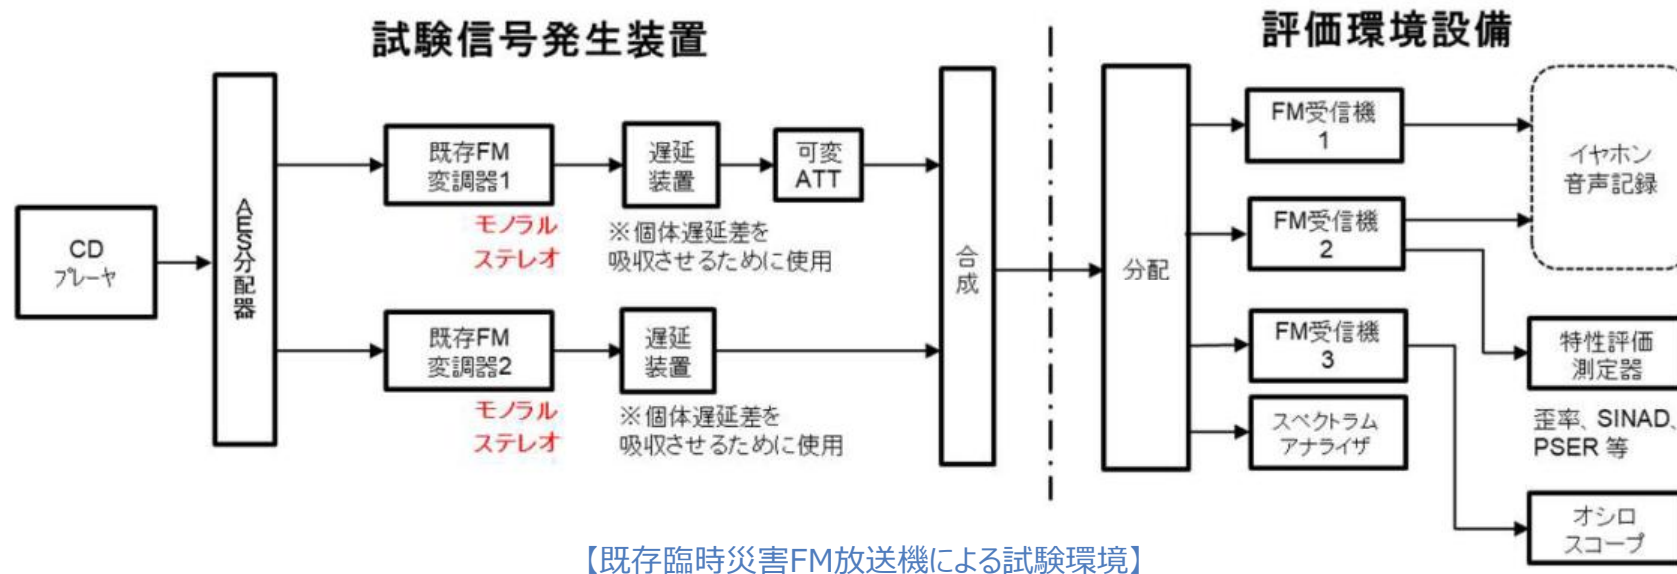 試験信号発生装置
評価環境設備
CD
プレーヤ
AES分配器
既存FM
変調器1
モノラル
ステレオ
遅延
装置
※個体遅延差を
吸収させるために使用
可変
ATT
既存FM
変調器2
モノラル
ステレオ
遅延
装置
※個体遅延差を
吸収させるために使用
合成
分配
FM受信機
1
FM受信機
2
FM受信機
3
スペクトラム
アナライザ
イヤホン
音声記録
特性評価
測定器
歪率、SINAD、
PSER 等
オシロ
スコープ
【既存臨時災害FM放送機による試験環境】